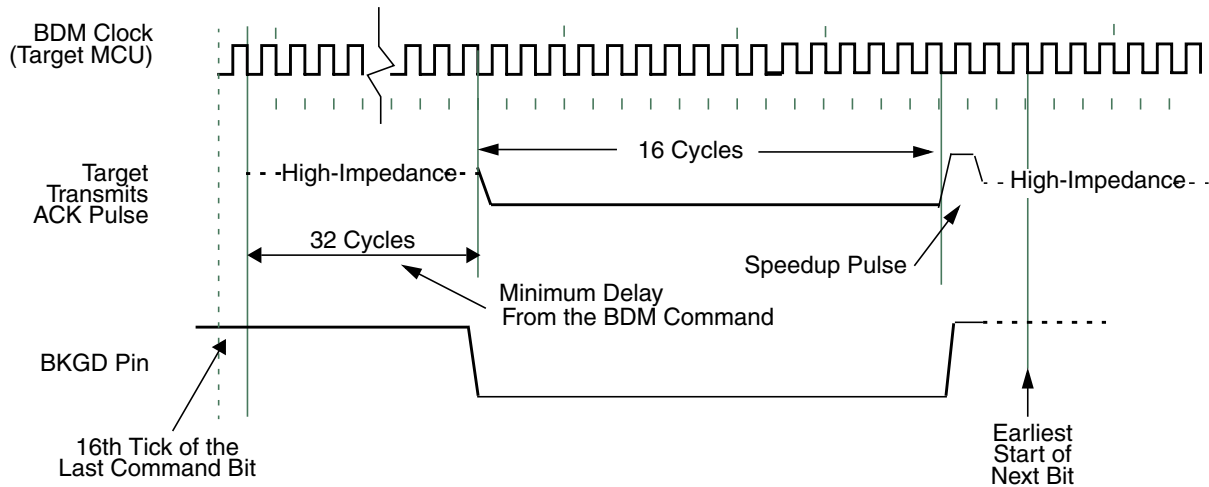 BDM Clock
(Target MCU)
16 Cycles
Target
Transmits
ACK Pulse
High-Impedance
High-Impedance
32 Cycles
Speedup Pulse
Minimum Delay
From the BDM Command
BKGD Pin
16th Tick of the
Last Command Bit
Earliest
Start of
Next Bit